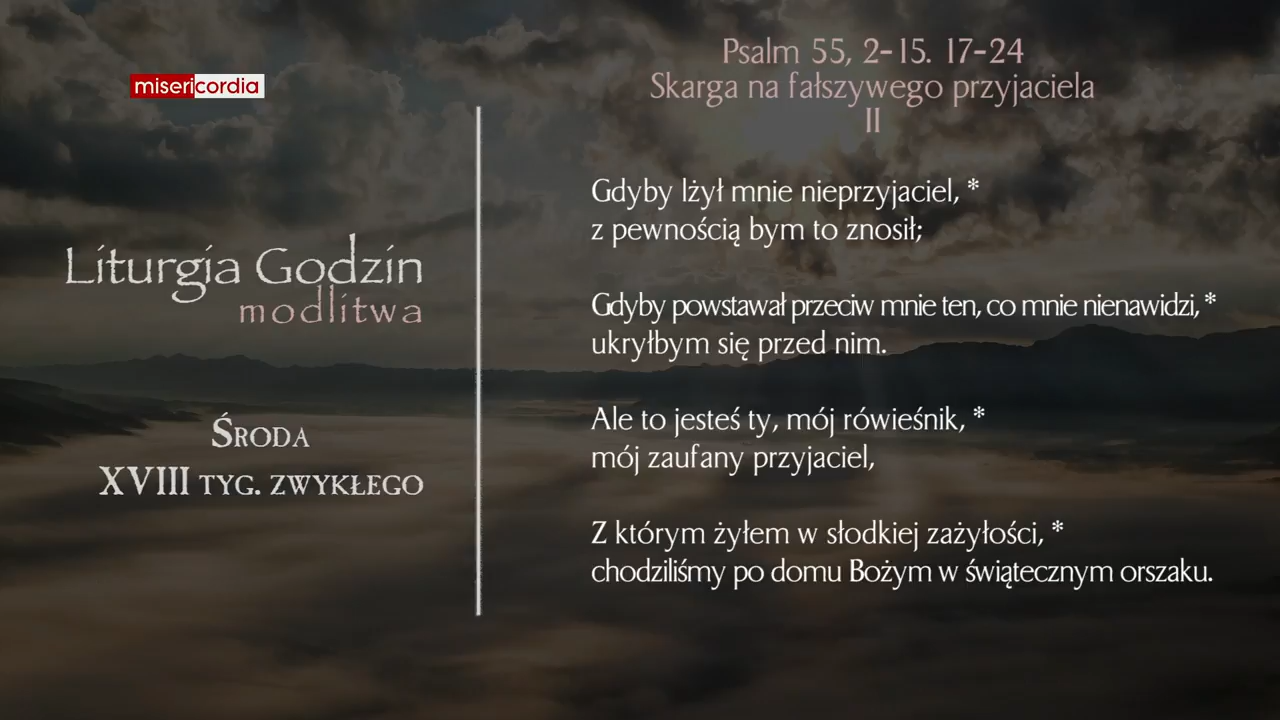 misericordia
Liturgia Godzin
modlitwa
Środa
XVIII tyg. zwykłego
Psalm 55, 2-15. 17-24
Skarga na fałszywego przyjaciela
II
Gdyby lżył mnie nieprzyjaciel, *
z pewnością bym to znosił;
Gdyby powstawał przeciw mnie ten, co mnie nienawidzi, *
ukryłbym się przed nim.
Ale to jesteś ty, mój rówieśnik, *
mój zaufany przyjaciel,
Z którym żyłem w słodkiej zażyłości, *
chodziliśmy po domu Bożym w świątecznym orszaku.